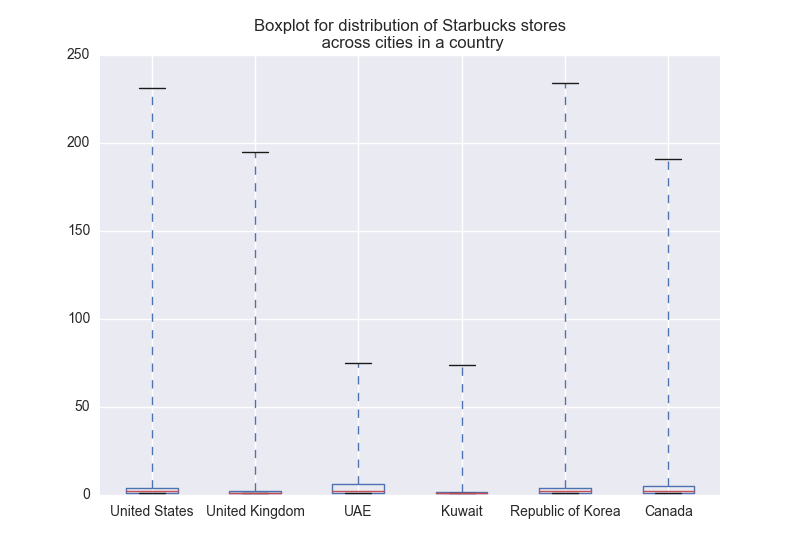 Boxplot for distribution of Starbucks stores
across cities in a country
250
200
150
100
50
0
United States United Kingdom UAE Kuwait Republic of Korea Canada